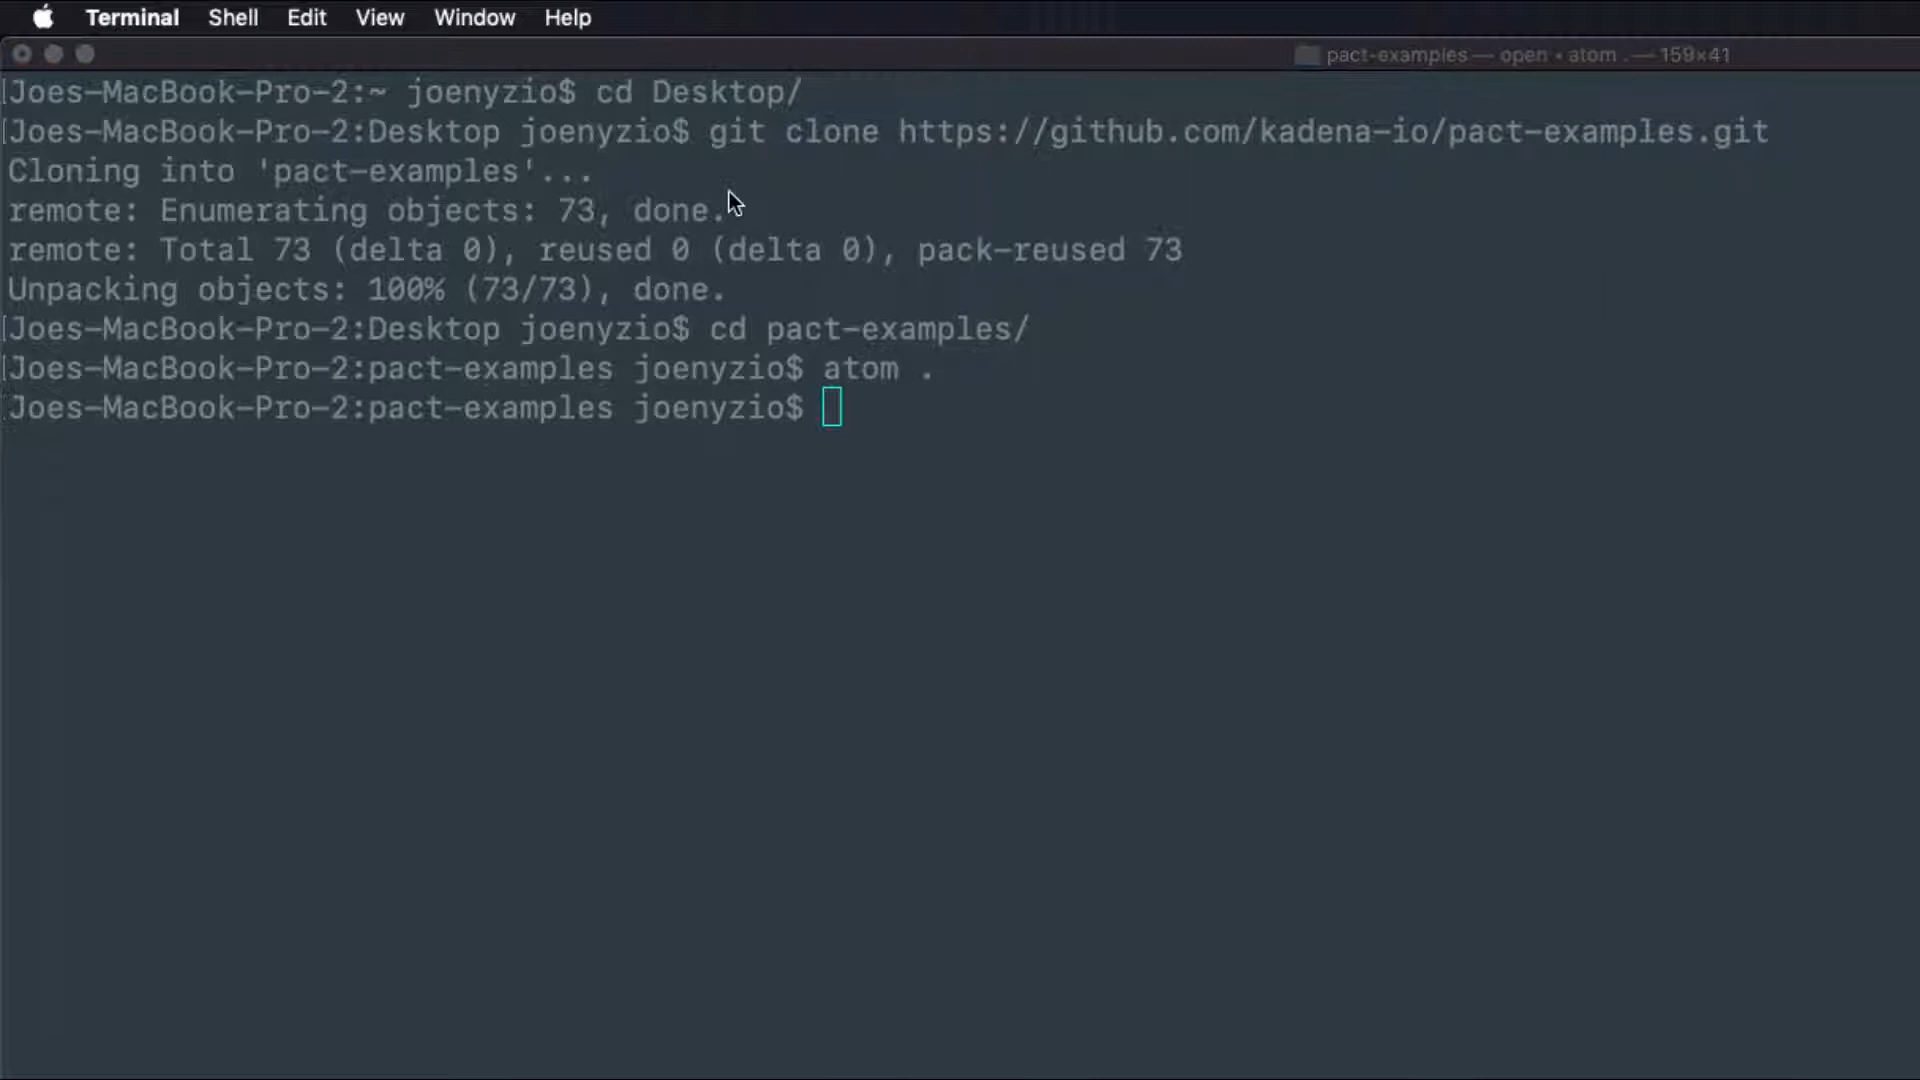 Terminal Shell Edit View Window Help
pact-examples — open • atom . — 159×41
Joes-MacBook-Pro-2:~ joenyzio$ cd Desktop/
Joes-MacBook-Pro-2:Desktop joenyzio$ git clone https://github.com/kadena-io/pact-examples.git
Cloning into 'pact-examples'...
remote: Enumerating objects: 73, done.
remote: Total 73 (delta 0), reused 0 (delta 0), pack-reused 73
Unpacking objects: 100% (73/73), done.
Joes-MacBook-Pro-2:Desktop joenyzio$ cd pact-examples/
Joes-MacBook-Pro-2:pact-examples joenyzio$ atom .
Joes-MacBook-Pro-2:pact-examples joenyzio$